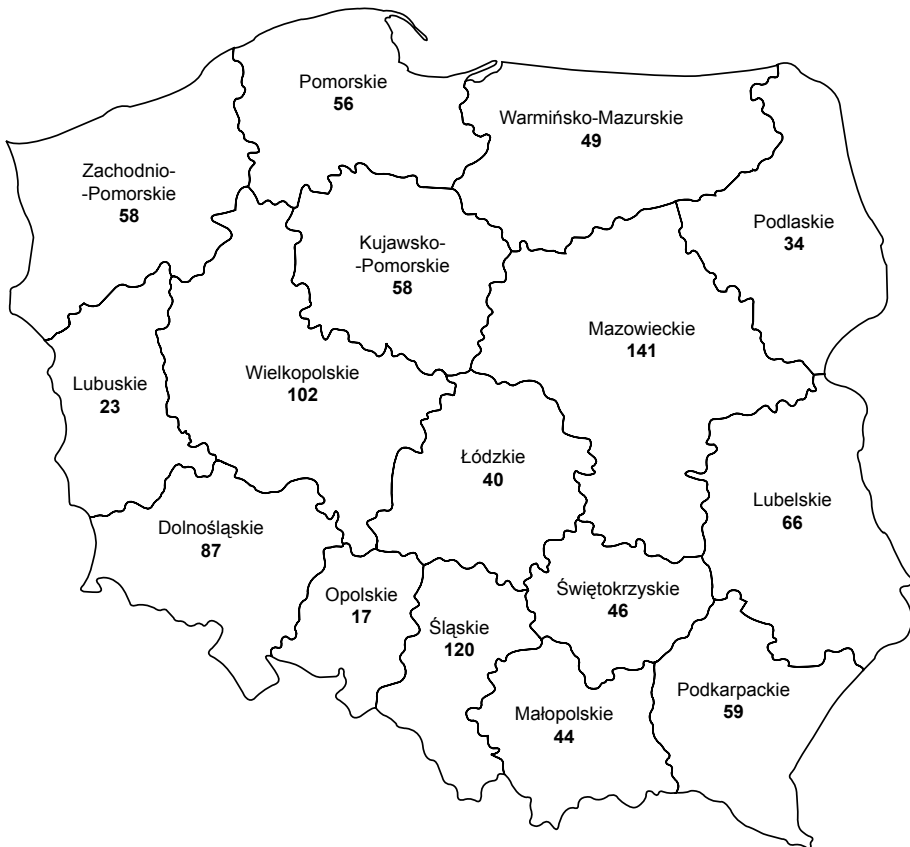 Pomorskie
56
Warmińsko-Mazurskie
49
Zachodnio-
-Pomorskie
58
Podlaskie
34
Kujawsko-
-Pomorskie
58
Mazowieckie
141
Wielkopolskie
102
Lubuskie
23
Łódzkie
40
Lubelskie
66
Dolnośląskie
87
Opolskie
17
Świętokrzyskie
46
Śląskie
120
Podkarpackie
59
Małopolskie
44